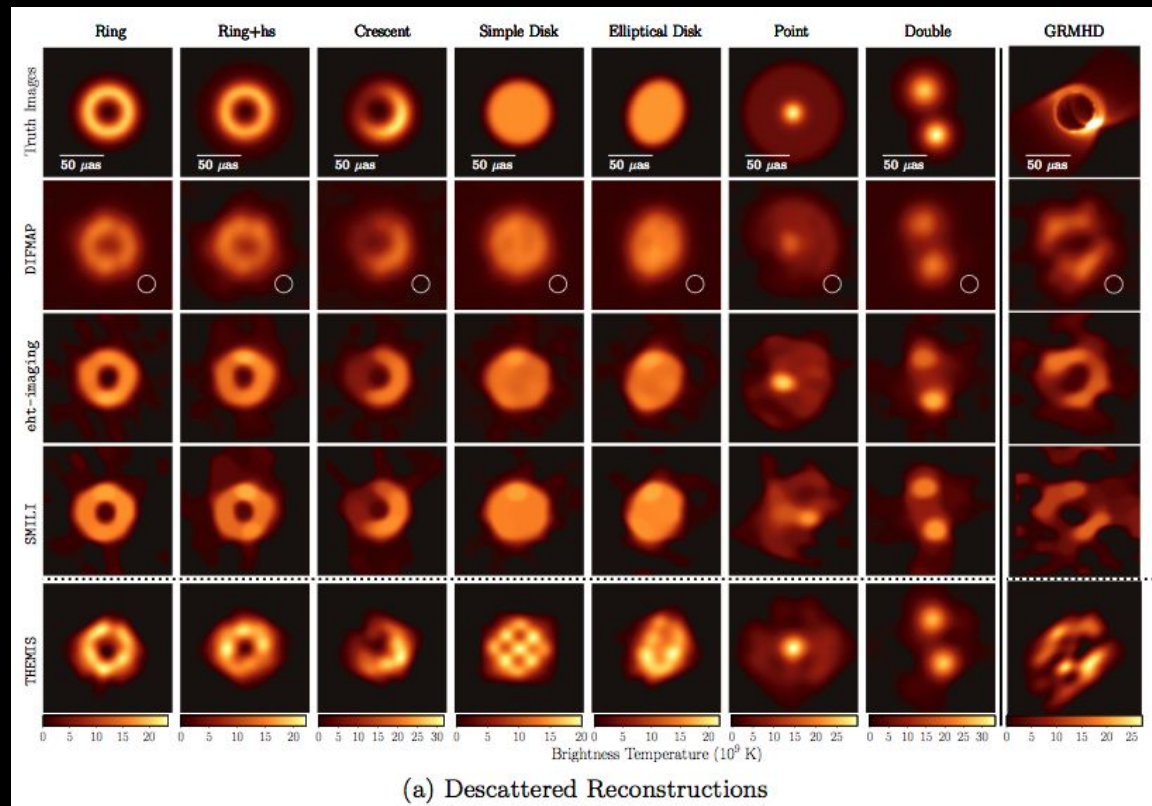 Ring Ring+hs Crescent Simple Disk Elliptical Disk Point Double GRMHD
Truth Images
50 μas 50 μas 50 μas 50 μas 50 μas 50 μas 50 μas 50 μas
DIFMAP
eht-imaging
SMILI
THEMIS
0 5 10 15 20 0 5 10 15 20 0 5 10 15 20 25 30 0 5 10 15 20 0 5 10 15 20 0 5 10 15 20 25 0 5 10 15 20 25 30 0 5 10 15 20 25
Brightness Temperature (10⁹ K)
(a) Descattered Reconstructions